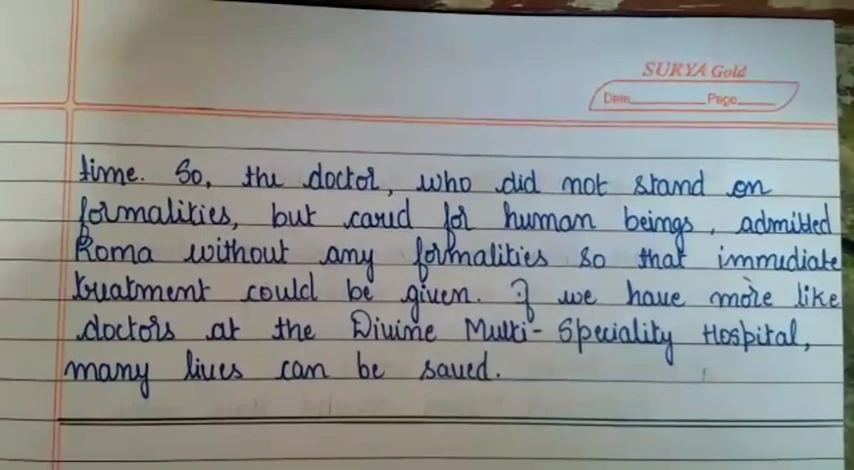 SURYA Gold
Date Page
time. So, the doctor, who did not stand on
formalities, but cared for human beings, admitted
Roma without any formalities so that immediate
treatment could be given. If we have more like
doctors at the Divine Multi-Speciality Hospital,
many lives can be saved.